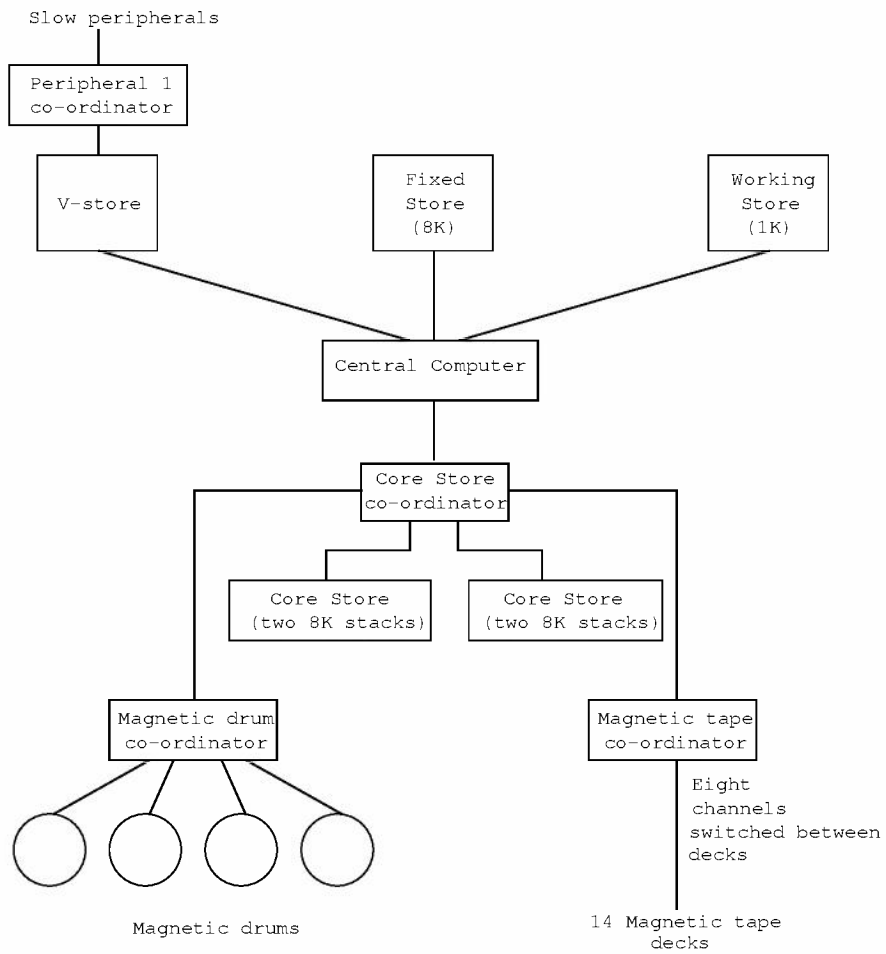 Slow peripherals
Peripheral 1
co-ordinator
V-store
Fixed
Store
(8K)
Working
Store
(1K)
Central Computer
Core Store
co-ordinator
Core Store
(two 8K stacks)
Core Store
(two 8K stacks)
Magnetic drum
co-ordinator
Magnetic tape
co-ordinator
Eight
channels
switched between
decks
Magnetic drums
14 Magnetic tape
decks